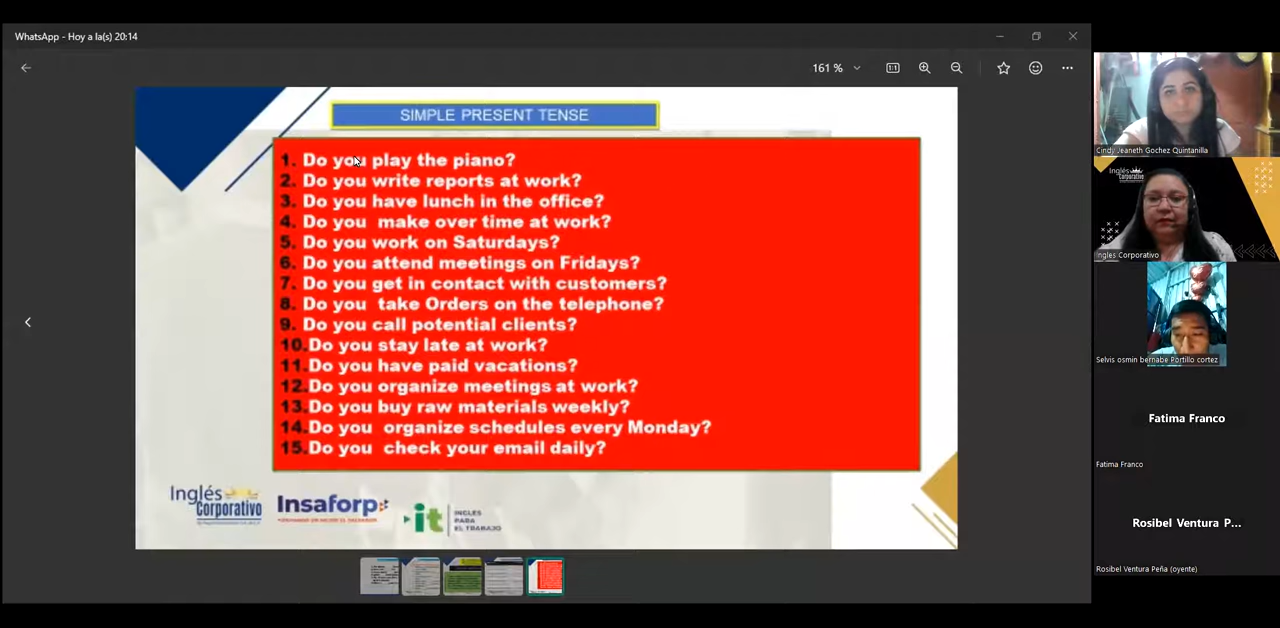 WhatsApp - Hoy a la(s) 20:14
161 %
SIMPLE PRESENT TENSE
1. Do you play the piano?
2. Do you write reports at work?
3. Do you have lunch in the office?
4. Do you make over time at work?
5. Do you work on Saturdays?
6. Do you attend meetings on Fridays?
7. Do you get in contact with customers?
8. Do you take Orders on the telephone?
9. Do you call potential clients?
10.Do you stay late at work?
11.Do you have paid vacations?
12.Do you organize meetings at work?
13.Do you buy raw materials weekly?
14.Do you organize schedules every Monday?
15.Do you check your email daily?
Inglés
Corporativo
Insaforp
it
INGLES
PARA
EL TRABAJO
Cindy Jeaneth Gochez Quintanilla
Inglés
Corporativo
Ingles Corporativo
Selvis osmin bernabe Portillo cortez
Fatima Franco
Fatima Franco
Rosibel Ventura P...
Rosibel Ventura Peña (oyente)